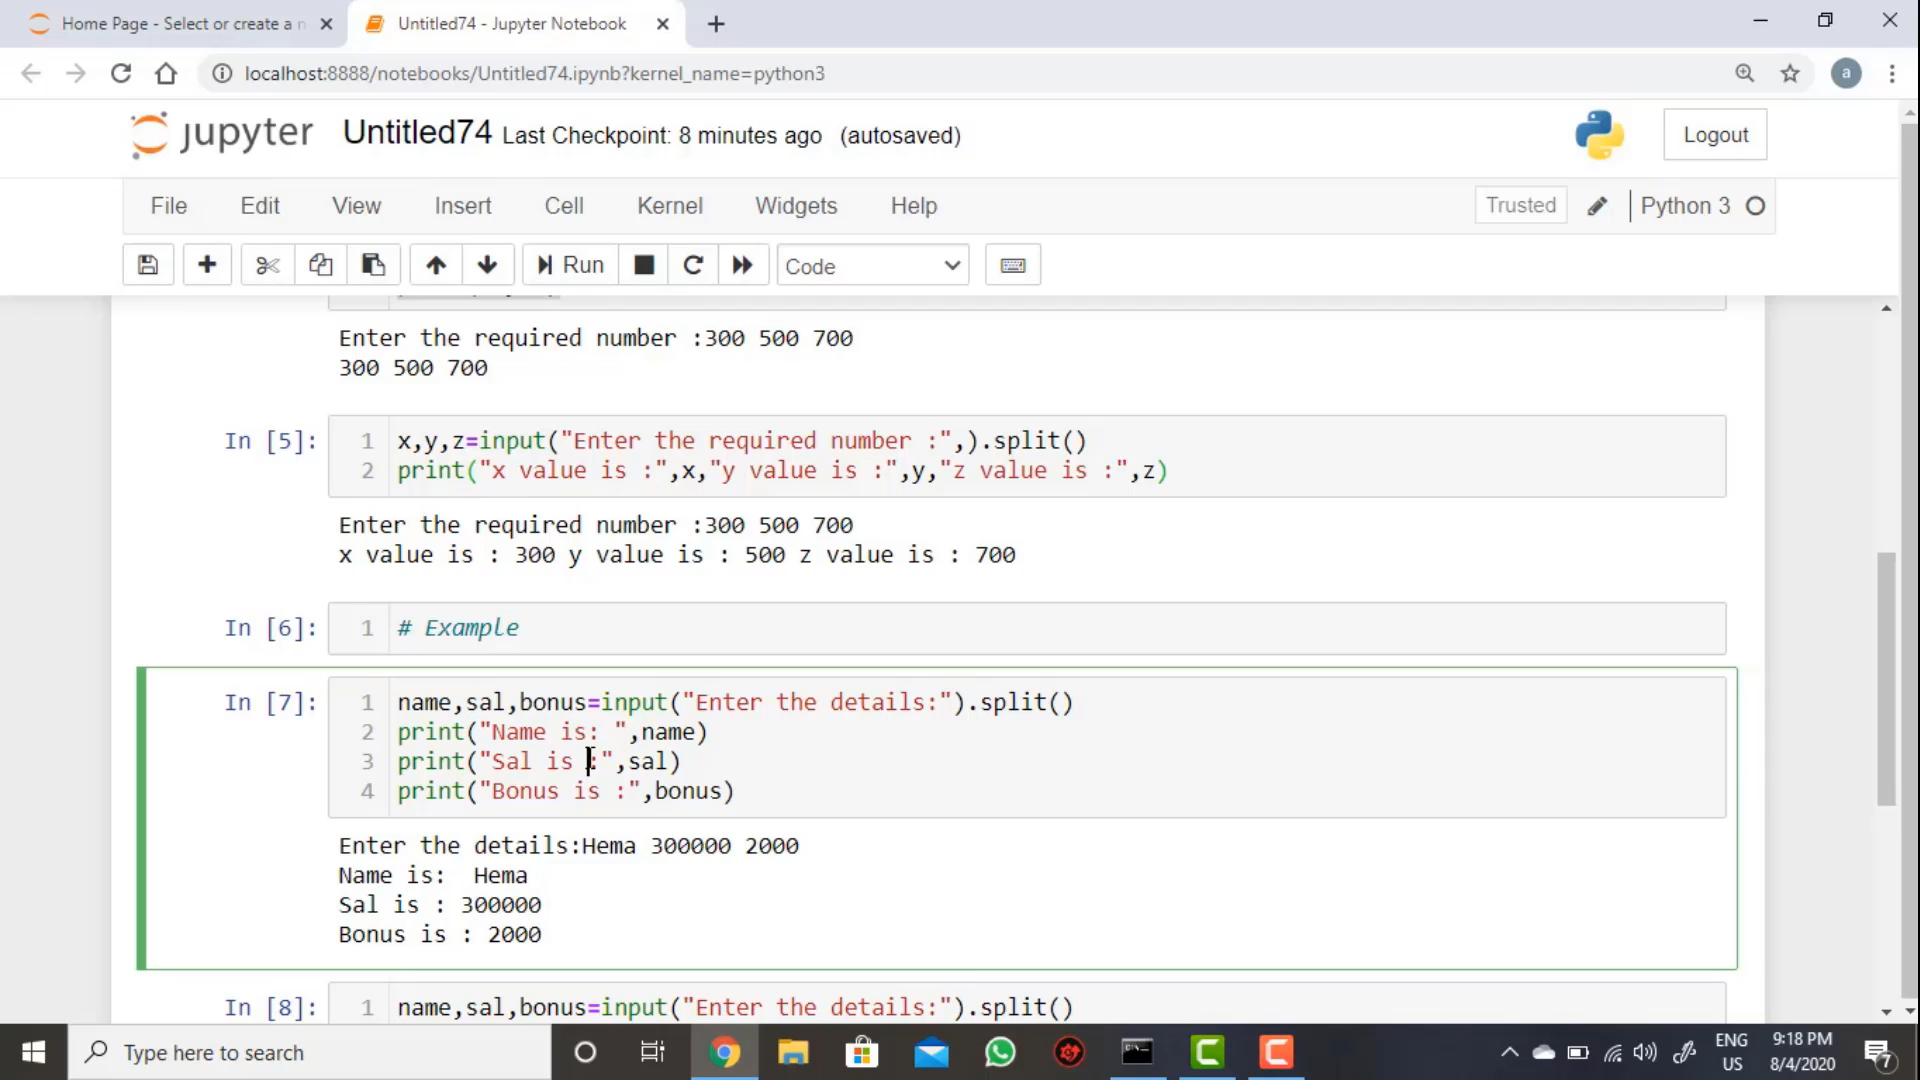 Home Page - Select or create a n
Untitled74 - Jupyter Notebook
localhost:8888/notebooks/Untitled74.ipynb?kernel_name=python3
a
jupyter Untitled74 Last Checkpoint: 8 minutes ago (autosaved)
Logout
File Edit View Insert Cell Kernel Widgets Help
Trusted
Python 3
Run
Code
Enter the required number :300 500 700
300 500 700
In [5]:
1 x,y,z=input("Enter the required number :",).split()
2 print("x value is :",x,"y value is :",y,"z value is :",z)
Enter the required number :300 500 700
x value is : 300 y value is : 500 z value is : 700
In [6]:
1 # Example
In [7]:
1 name,sal,bonus=input("Enter the details:").split()
2 print("Name is: ",name)
3 print("Sal is :",sal)
4 print("Bonus is :",bonus)
Enter the details:Hema 300000 2000
Name is:  Hema
Sal is : 300000
Bonus is : 2000
In [8]:
1 name,sal,bonus=input("Enter the details:").split()
Type here to search
ENG
US
9:18 PM
8/4/2020
7